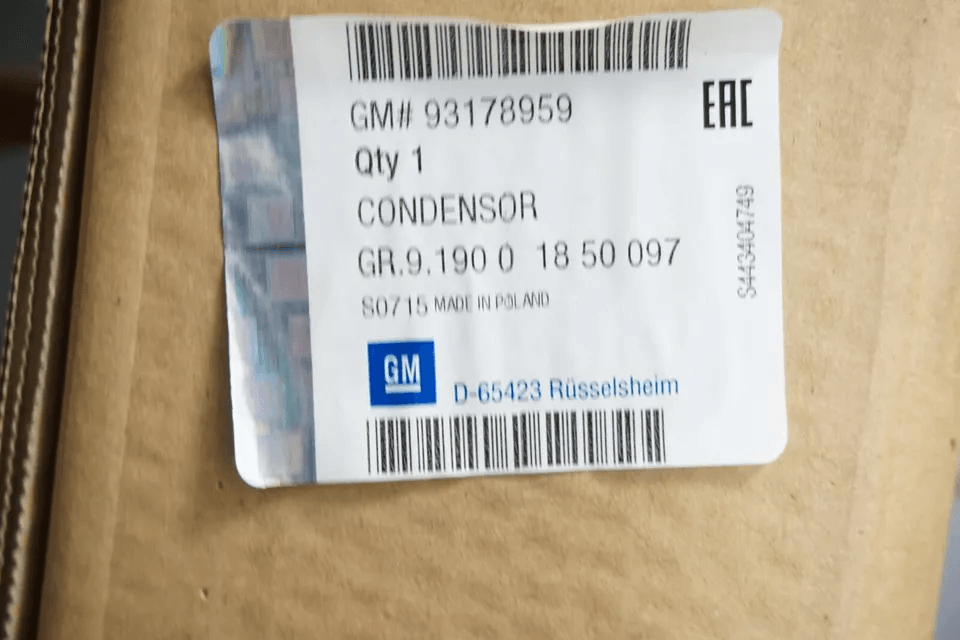 GM# 93178959
EAC
Qty 1
CONDENSOR
GR.9.190 0 18 50 097
S0715 MADE IN POLAND
S443404749
GM
D-65423 Rüsselsheim